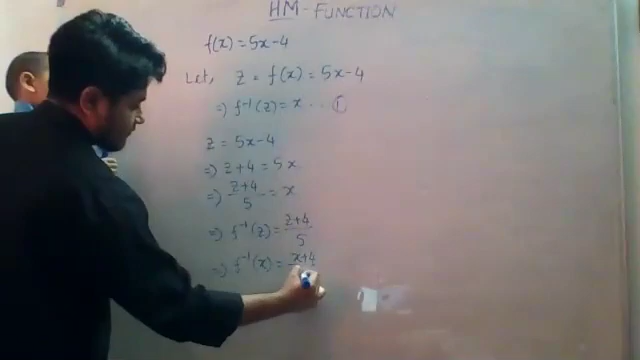 HM - FUNCTION
f(x) = 5x-4
Let, z = f(x) = 5x-4
=) f⁻¹(z) = x ... ①
z = 5x-4
=) z+4 = 5x
=) z+4/5 = x
=) f⁻¹(z) = z+4/5
=) f⁻¹(x) = x+4